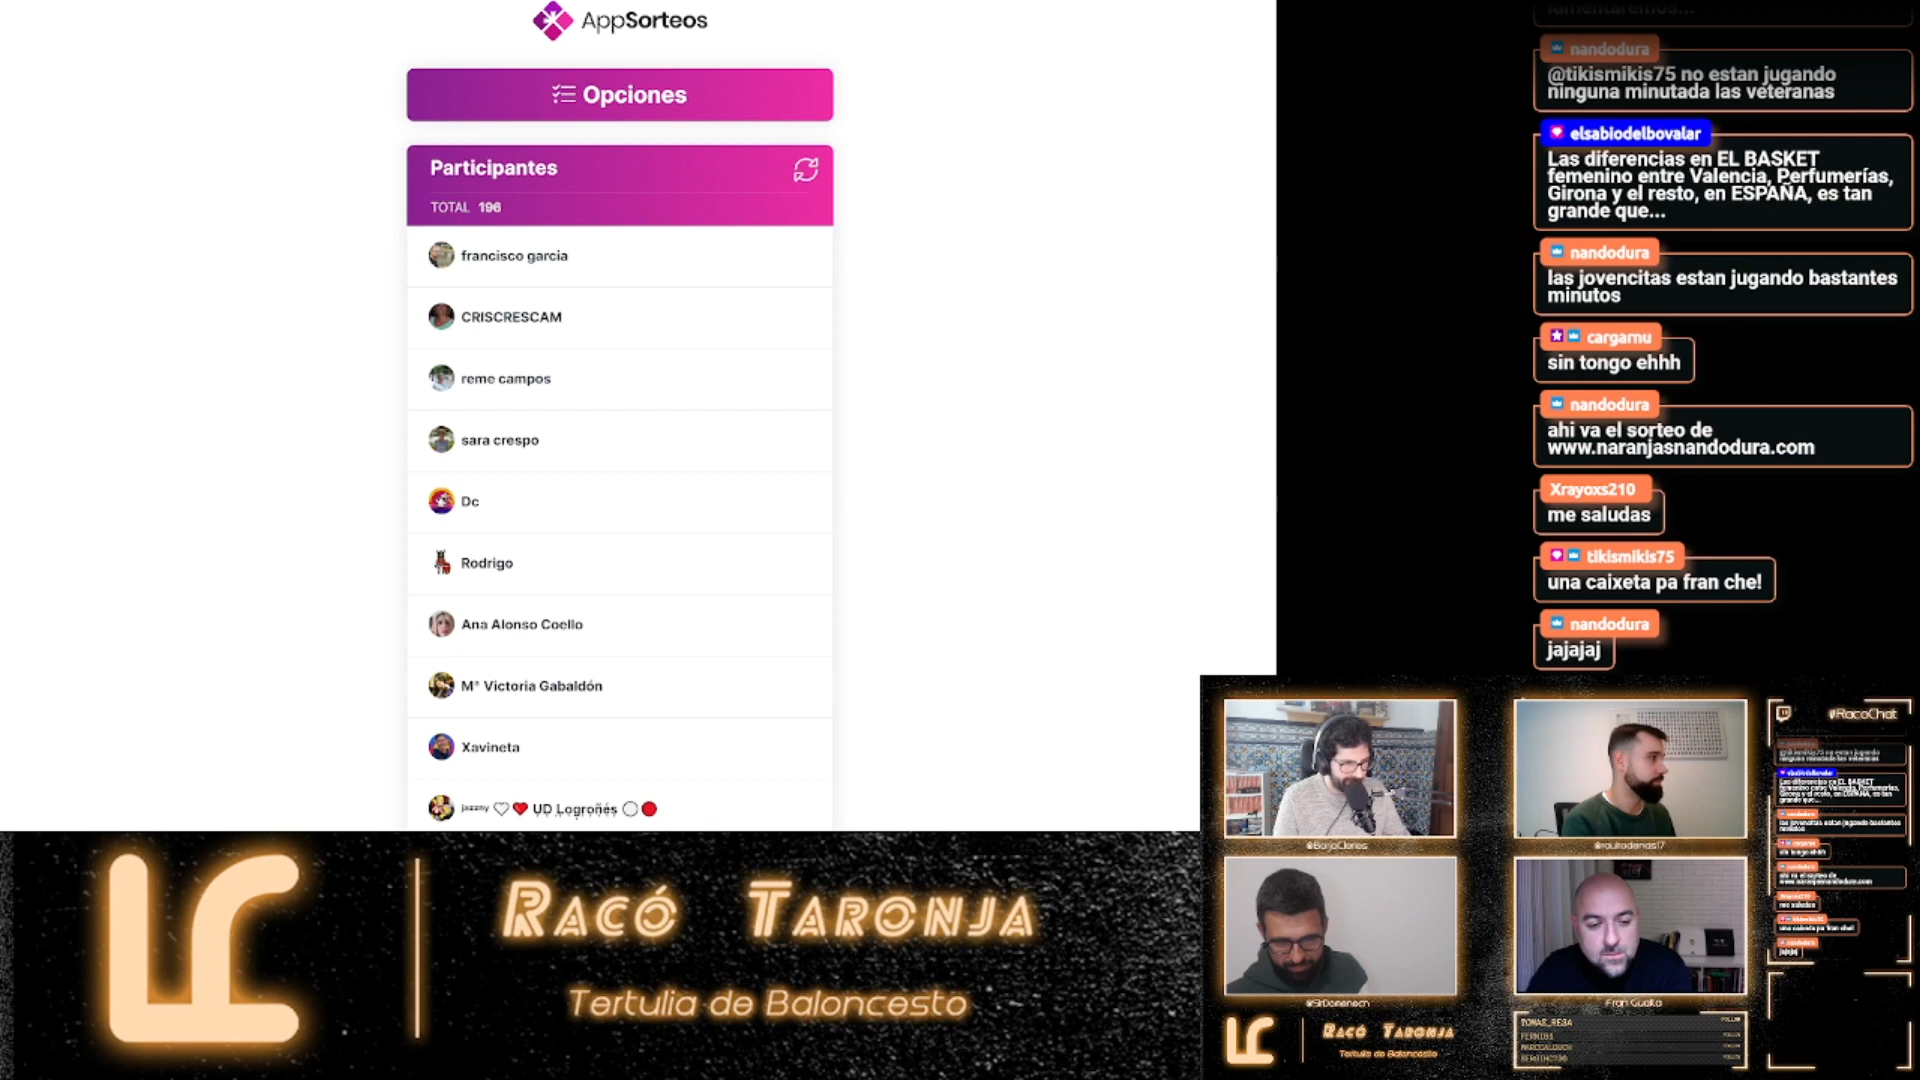 AppSorteos
Opciones
Participantes
TOTAL 196
francisco garcia
CRISCRESCAM
reme campos
sara crespo
Dc
Rodrigo
Ana Alonso Coello
Mª Victoria Gabaldón
Xavineta
jazzny 🤍 ❤️ UD Logroñés ⚪ 🔴
nandodura
@tikismikis75 no estan jugando
ninguna minutada las veteranas
elsabiodelbovalar
Las diferencias en EL BASKET
femenino entre Valencia, Perfumerías,
Girona y el resto, en ESPAÑA, es tan
grande que...
nandodura
las jovencitas estan jugando bastantes
minutos
cargarnu
sin tongo ehhh
nandodura
ahi va el sorteo de
www.naranjasnandodura.com
Xrayoxs210
me saludas
tikismikis75
una caixeta pa fran che!
nandodura
jajajaj
RACÓ TARONJA
Tertulia de Baloncesto
@BorjaCleries
@SirDomenech
Fran Guaita
#RacoChat
RACÓ TARONJA
Tertulia de Baloncesto